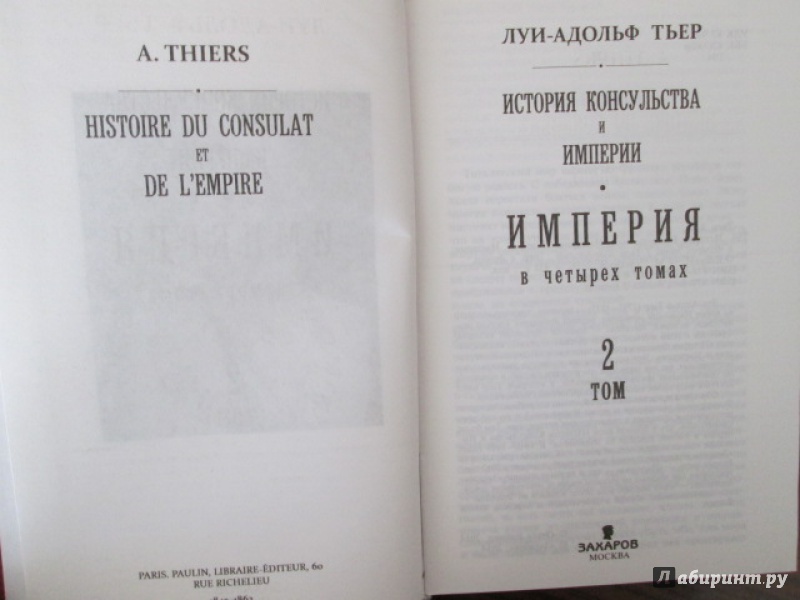 A. THIERS
HISTOIRE DU CONSULAT
ET
DE L'EMPIRE
PARIS. PAULIN, LIBRAIRE-ÉDITEUR, 60
RUE RICHELIEU
ЛУИ-АДОЛЬФ ТЬЕР
ИСТОРИЯ КОНСУЛЬСТВА
И
ИМПЕРИИ
ИМПЕРИЯ
в четырех томах
2
ТОМ
ЗАХАРОВ
МОСКВА
Лабиринт.ру